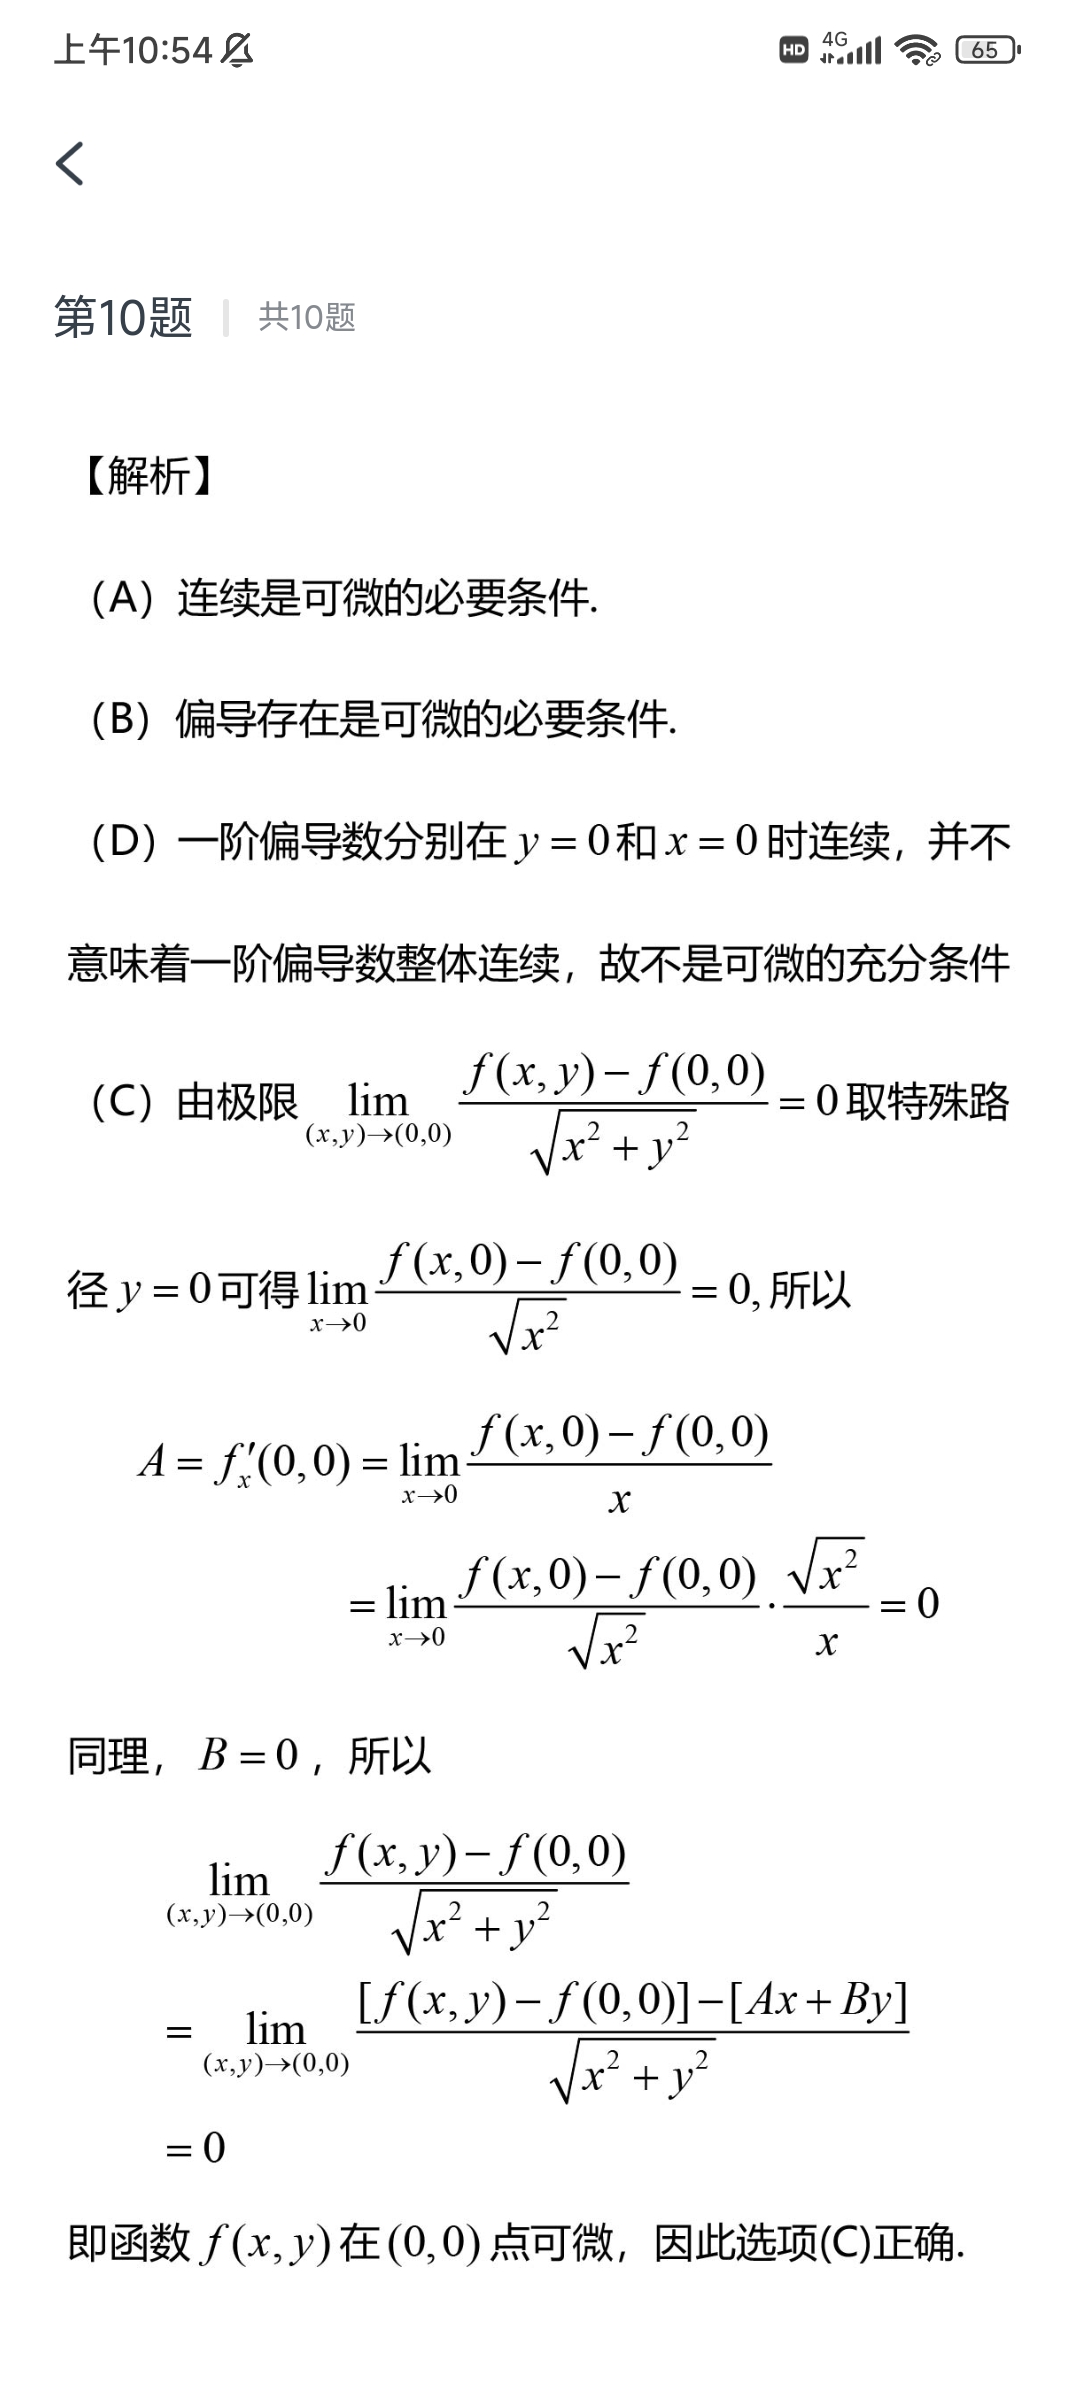 上午10:54
HD 4G 65
第10题 共10题
【解析】
（A）连续是可微的必要条件.
（B）偏导存在是可微的必要条件.
（D）一阶偏导数分别在 y = 0 和 x = 0 时连续，并不
意味着一阶偏导数整体连续，故不是可微的充分条件
（C）由极限 lim_{(x,y)→(0,0)} \frac{f(x,y)-f(0,0)}{\sqrt{x^2+y^2}} = 0 取特殊路
径 y = 0 可得 lim_{x→0} \frac{f(x,0)-f(0,0)}{\sqrt{x^2}} = 0, 所以
A = f'_x(0,0) = lim_{x→0} \frac{f(x,0)-f(0,0)}{x}
= lim_{x→0} \frac{f(x,0)-f(0,0)}{\sqrt{x^2}} · \frac{\sqrt{x^2}}{x} = 0
同理， B = 0 ，所以
lim_{(x,y)→(0,0)} \frac{f(x,y)-f(0,0)}{\sqrt{x^2+y^2}}
= lim_{(x,y)→(0,0)} \frac{[f(x,y)-f(0,0)]-[Ax+By]}{\sqrt{x^2+y^2}}
= 0
即函数 f(x,y) 在 (0,0) 点可微，因此选项(C)正确.